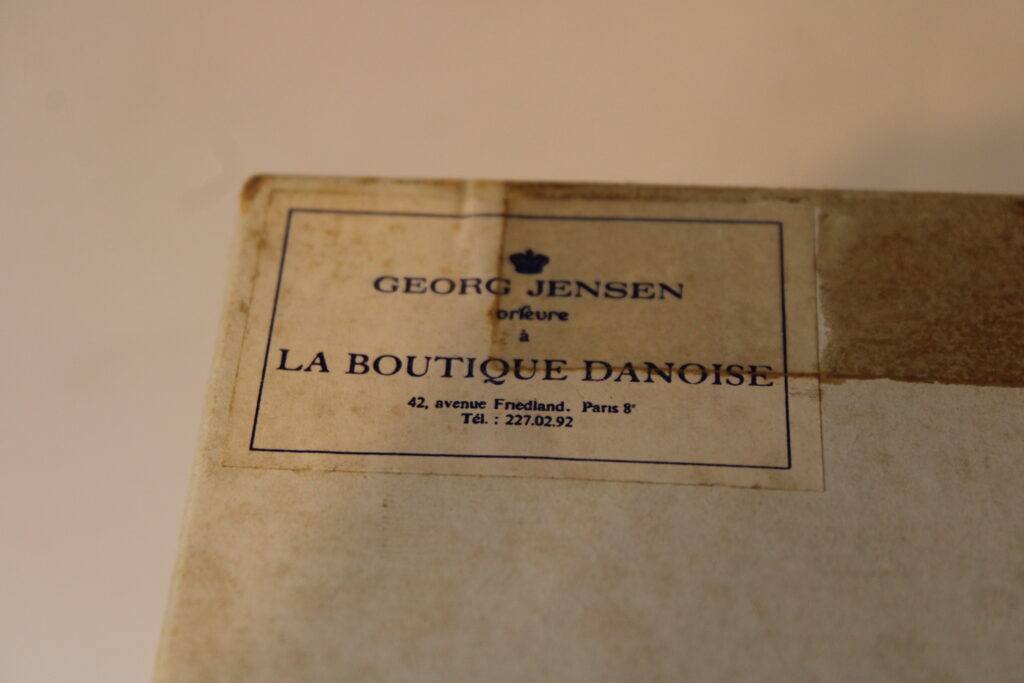 GEORG JENSEN
orfèvre
à
LA BOUTIQUE DANOISE
42, avenue Friedland. Paris 8e
Tél. : 227.02.92